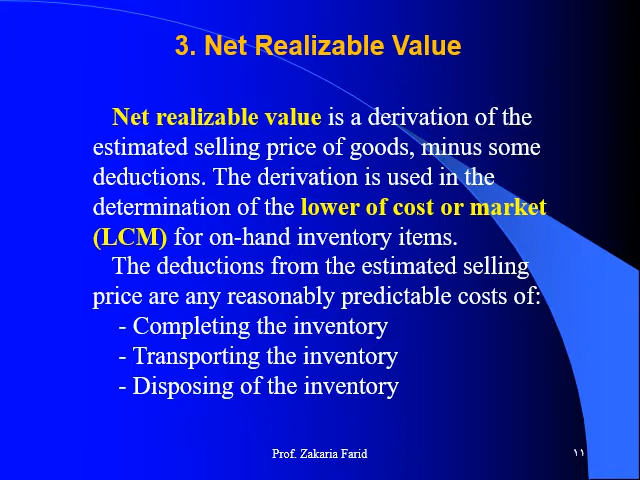 3. Net Realizable Value
Net realizable value is a derivation of the
estimated selling price of goods, minus some
deductions. The derivation is used in the
determination of the lower of cost or market
(LCM) for on-hand inventory items.
The deductions from the estimated selling
price are any reasonably predictable costs of:
- Completing the inventory
- Transporting the inventory
- Disposing of the inventory
Prof. Zakaria Farid
١١